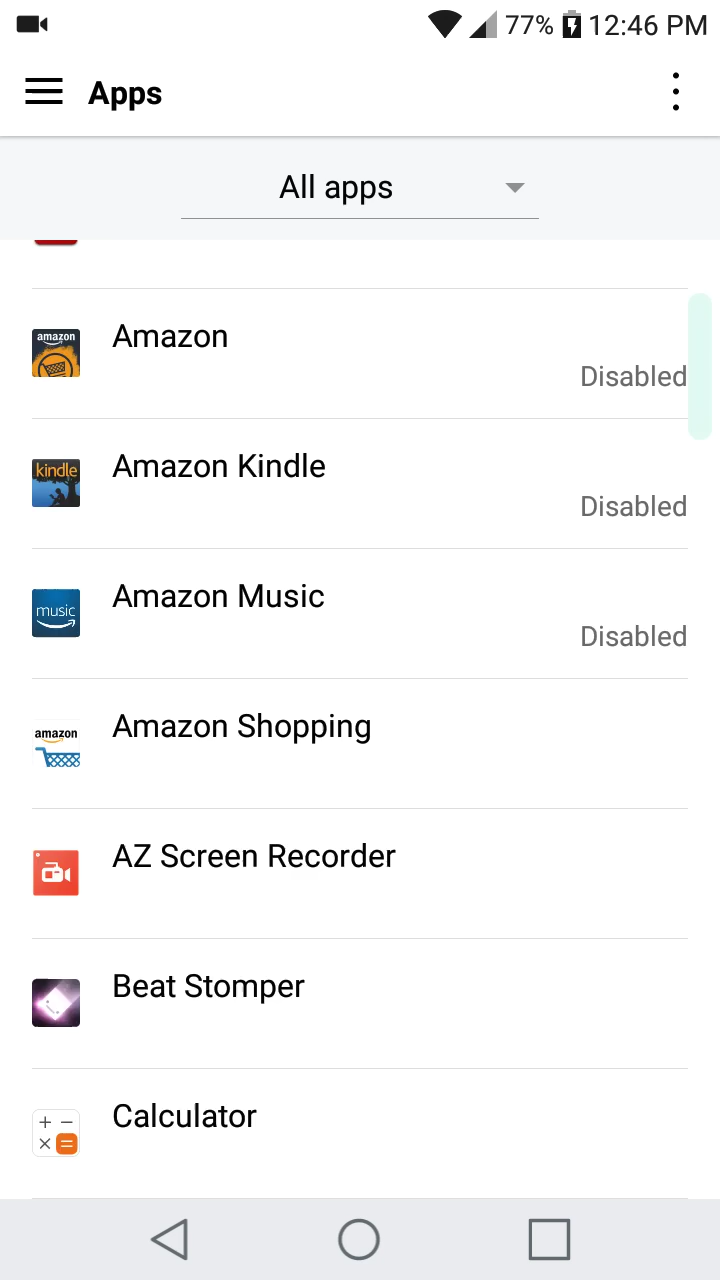 77% 12:46 PM
Apps
All apps
amazon
Amazon
Disabled
kindle
Amazon Kindle
Disabled
music
Amazon Music
Disabled
amazon
Amazon Shopping
AZ Screen Recorder
Beat Stomper
+ −
× =
Calculator